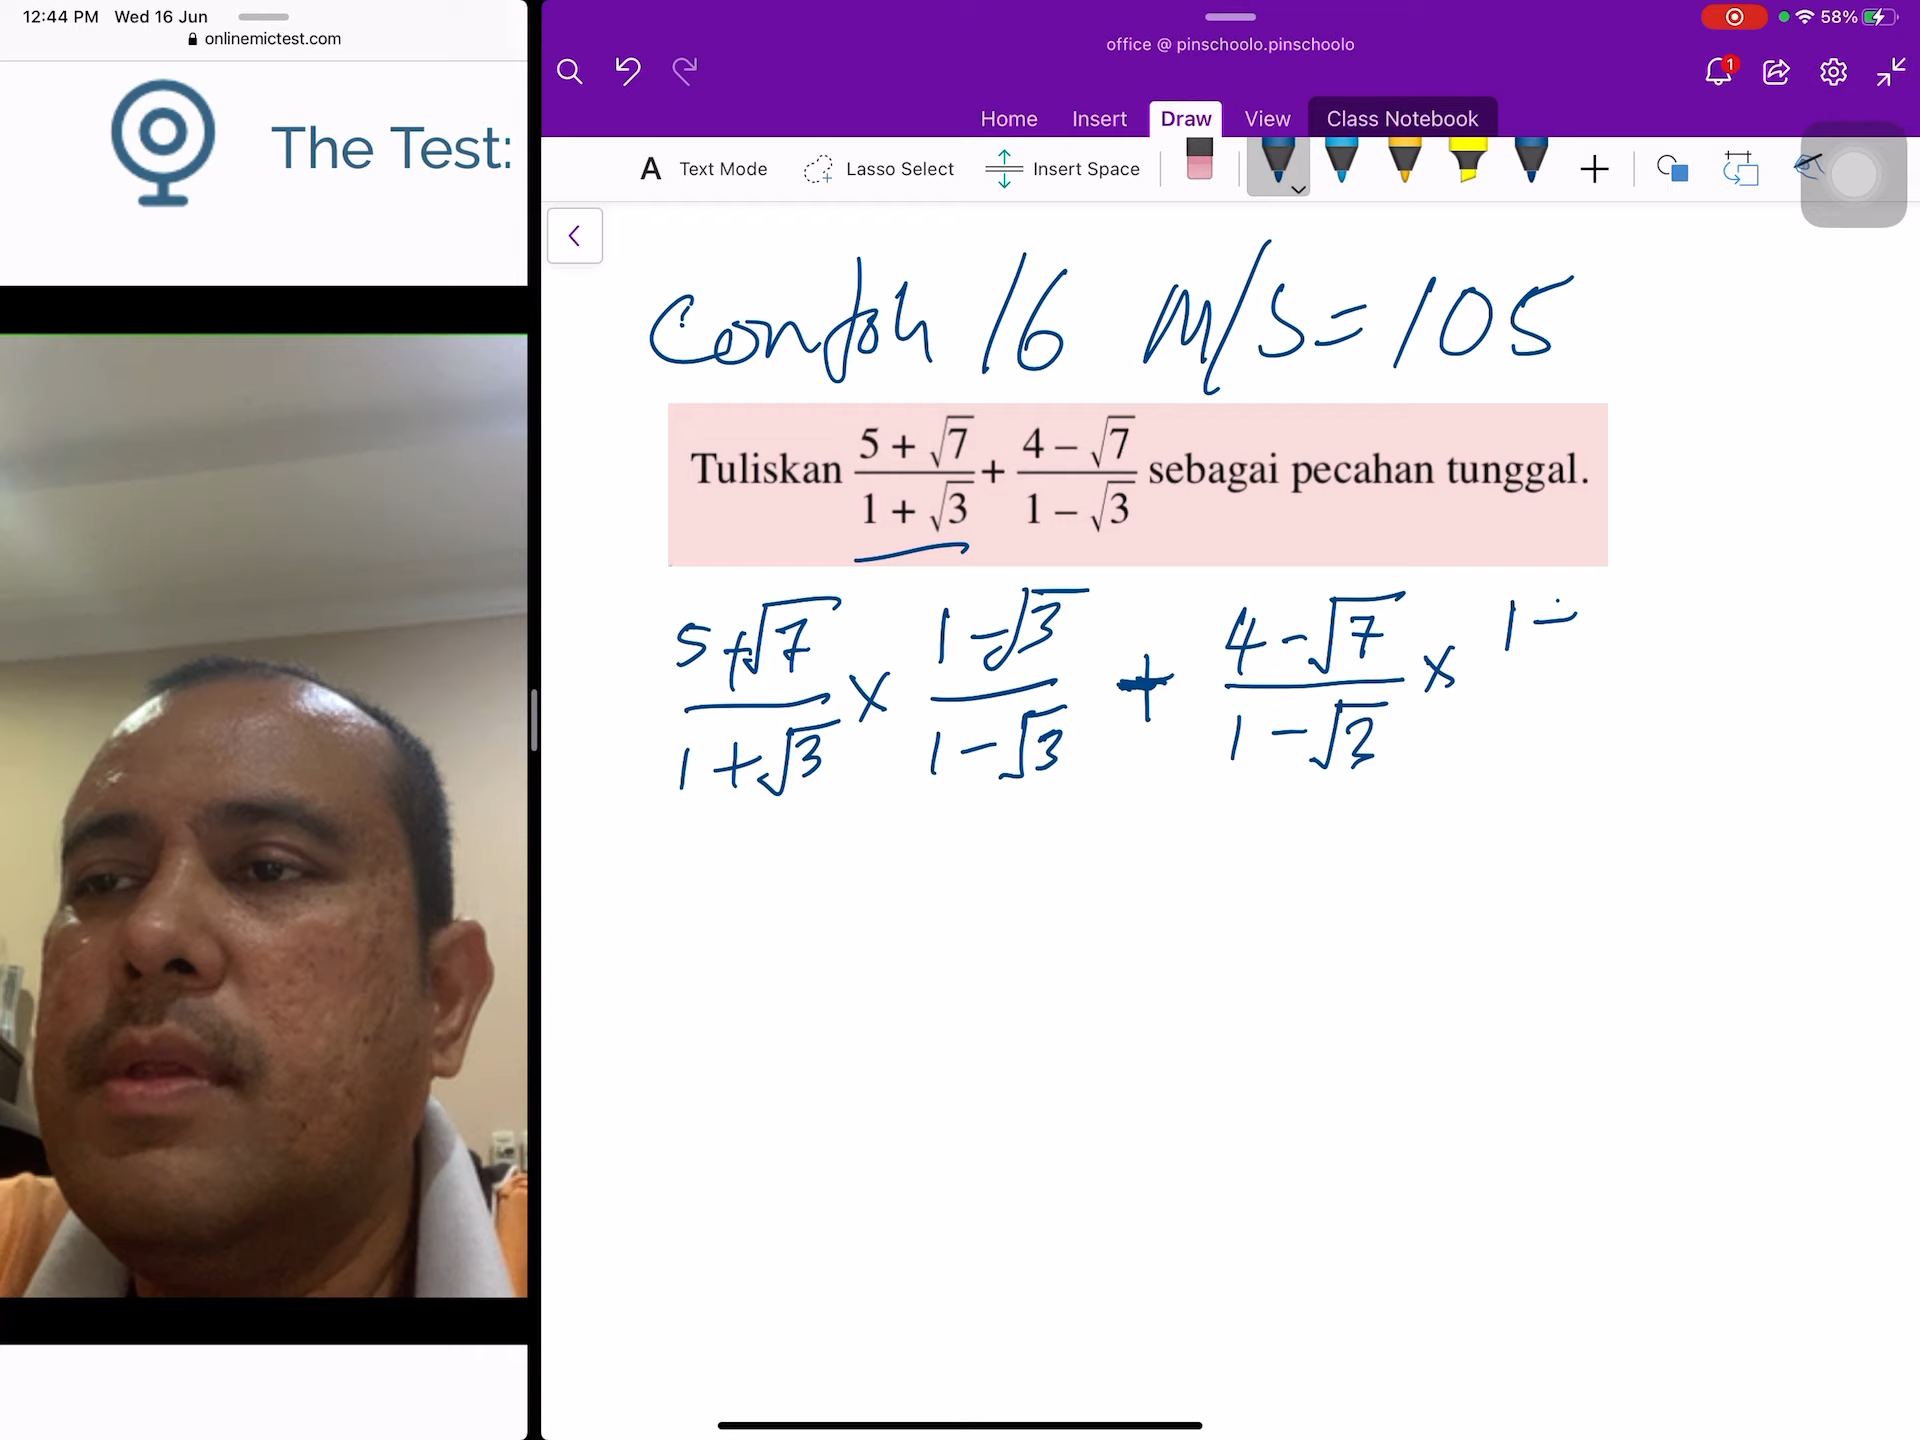 12:44 PM Wed 16 Jun
onlinemictest.com
The Test:
office @ pinschoolo.pinschoolo
58%
1
Home Insert Draw View Class Notebook
A Text Mode Lasso Select Insert Space
Contoh 16 M/S = 105
Tuliskan (5 + √7)/(1 + √3) + (4 – √7)/(1 – √3) sebagai pecahan tunggal.
(5 + √7)/(1 + √3) × (1 – √3)/(1 – √3) + (4 – √7)/(1 – √3) × 1 –